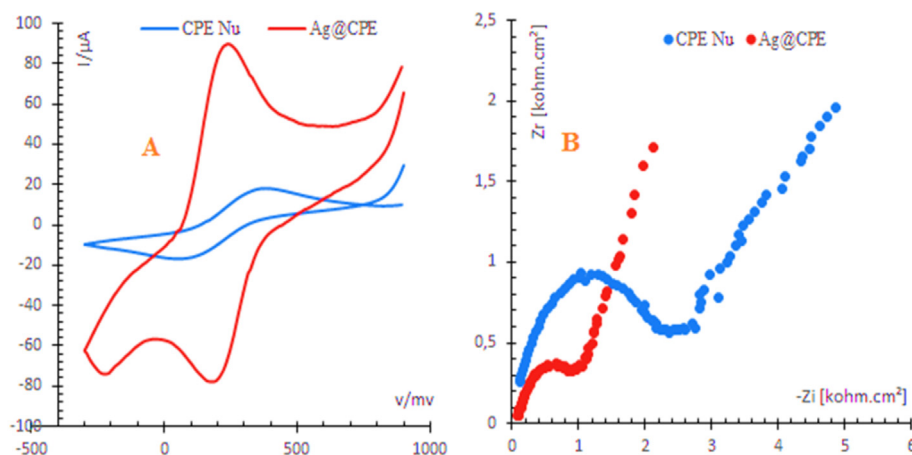 CPE Nu Ag@CPE
I/µA
A
100
80
60
40
20
0
-20
-40
-60
-80
-100
v/mv
-500 0 500 1000
CPE Nu Ag@CPE
Zr [kohm.cm²]
B
2,5
2
1,5
1
0,5
0
-Zi [kohm.cm²]
0 1 2 3 4 5 6